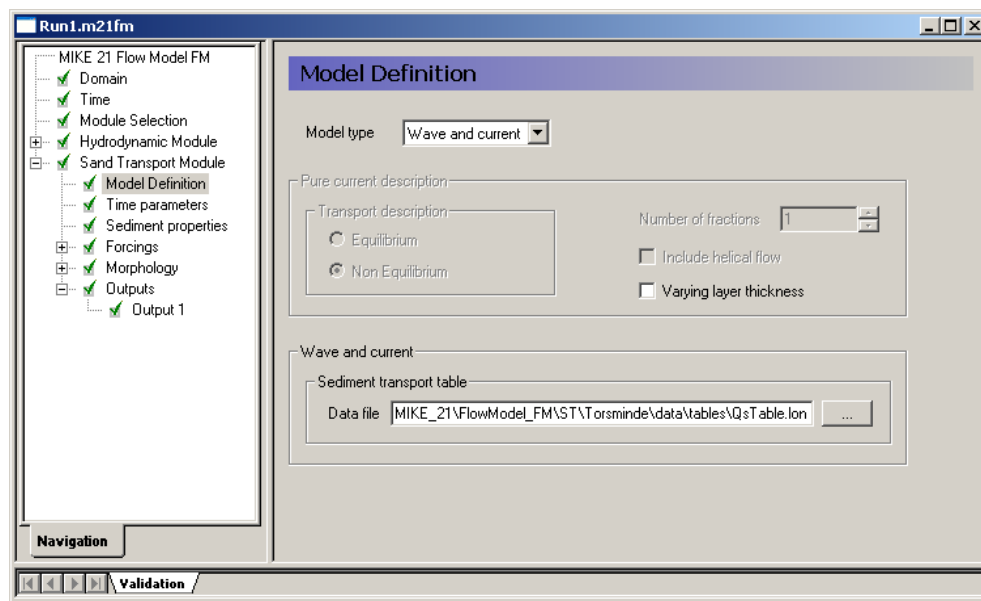 Run1.m21fm
MIKE 21 Flow Model FM
Domain
Time
Module Selection
Hydrodynamic Module
Sand Transport Module
Model Definition
Time parameters
Sediment properties
Forcings
Morphology
Outputs
Output 1
Navigation
Model Definition
Model type Wave and current
Pure current description
Transport description
Equilibrium
Non Equilibrium
Number of fractions 1
Include helical flow
Varying layer thickness
Wave and current
Sediment transport table
Data file MIKE_21\FlowModel_FM\ST\Torsminde\data\tables\QsTable.lon ...
Validation